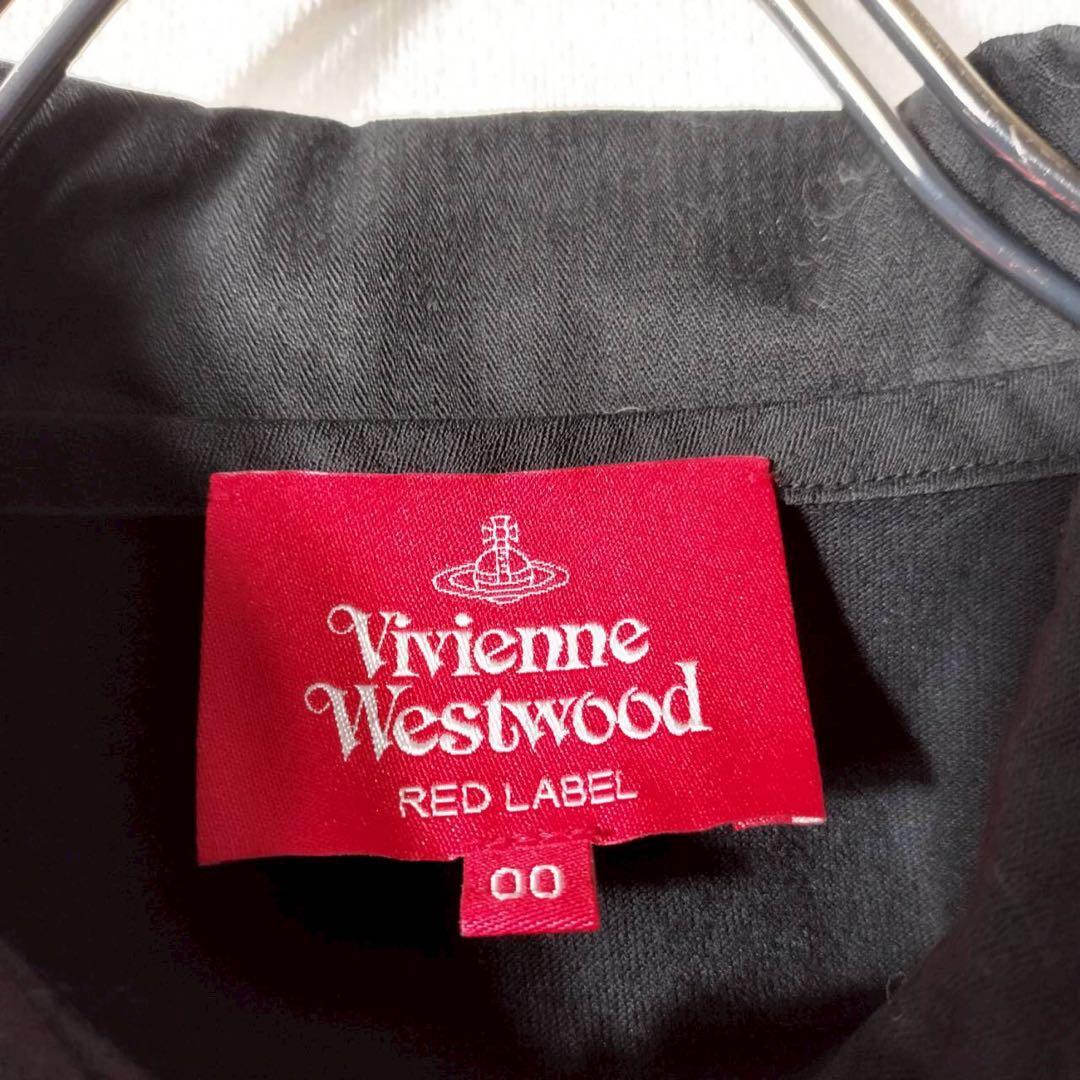 Vivienne
Westwood
RED LABEL
00